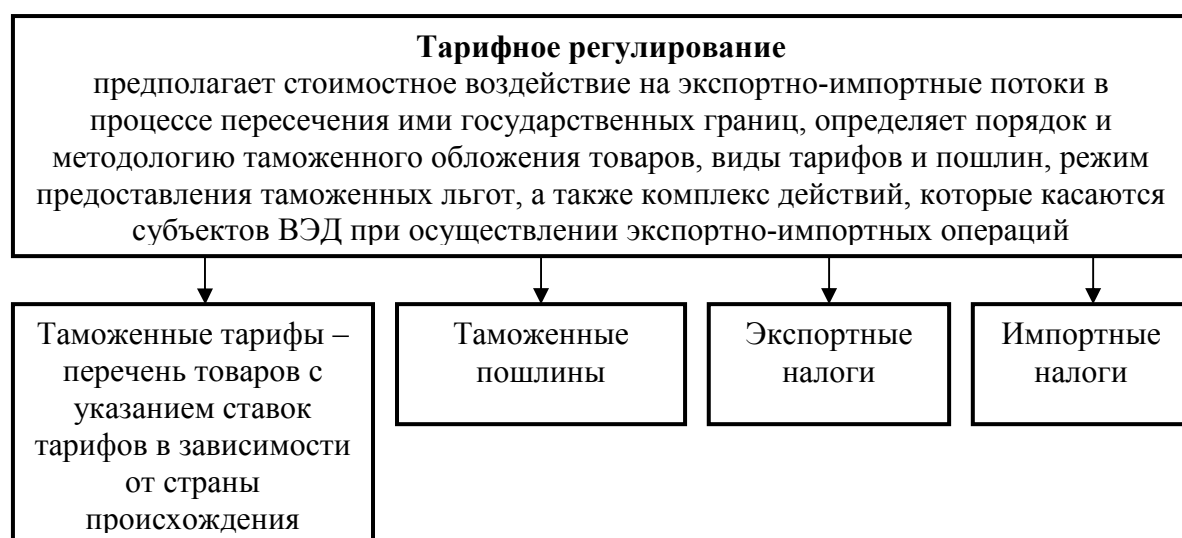 Тарифное регулирование
предполагает стоимостное воздействие на экспортно-импортные потоки в
процессе пересечения ими государственных границ, определяет порядок и
методологию таможенного обложения товаров, виды тарифов и пошлин, режим
предоставления таможенных льгот, а также комплекс действий, которые касаются
субъектов ВЭД при осуществлении экспортно-импортных операций
Таможенные тарифы –
перечень товаров с
указанием ставок
тарифов в зависимости
от страны
происхождения
Таможенные
пошлины
Экспортные
налоги
Импортные
налоги